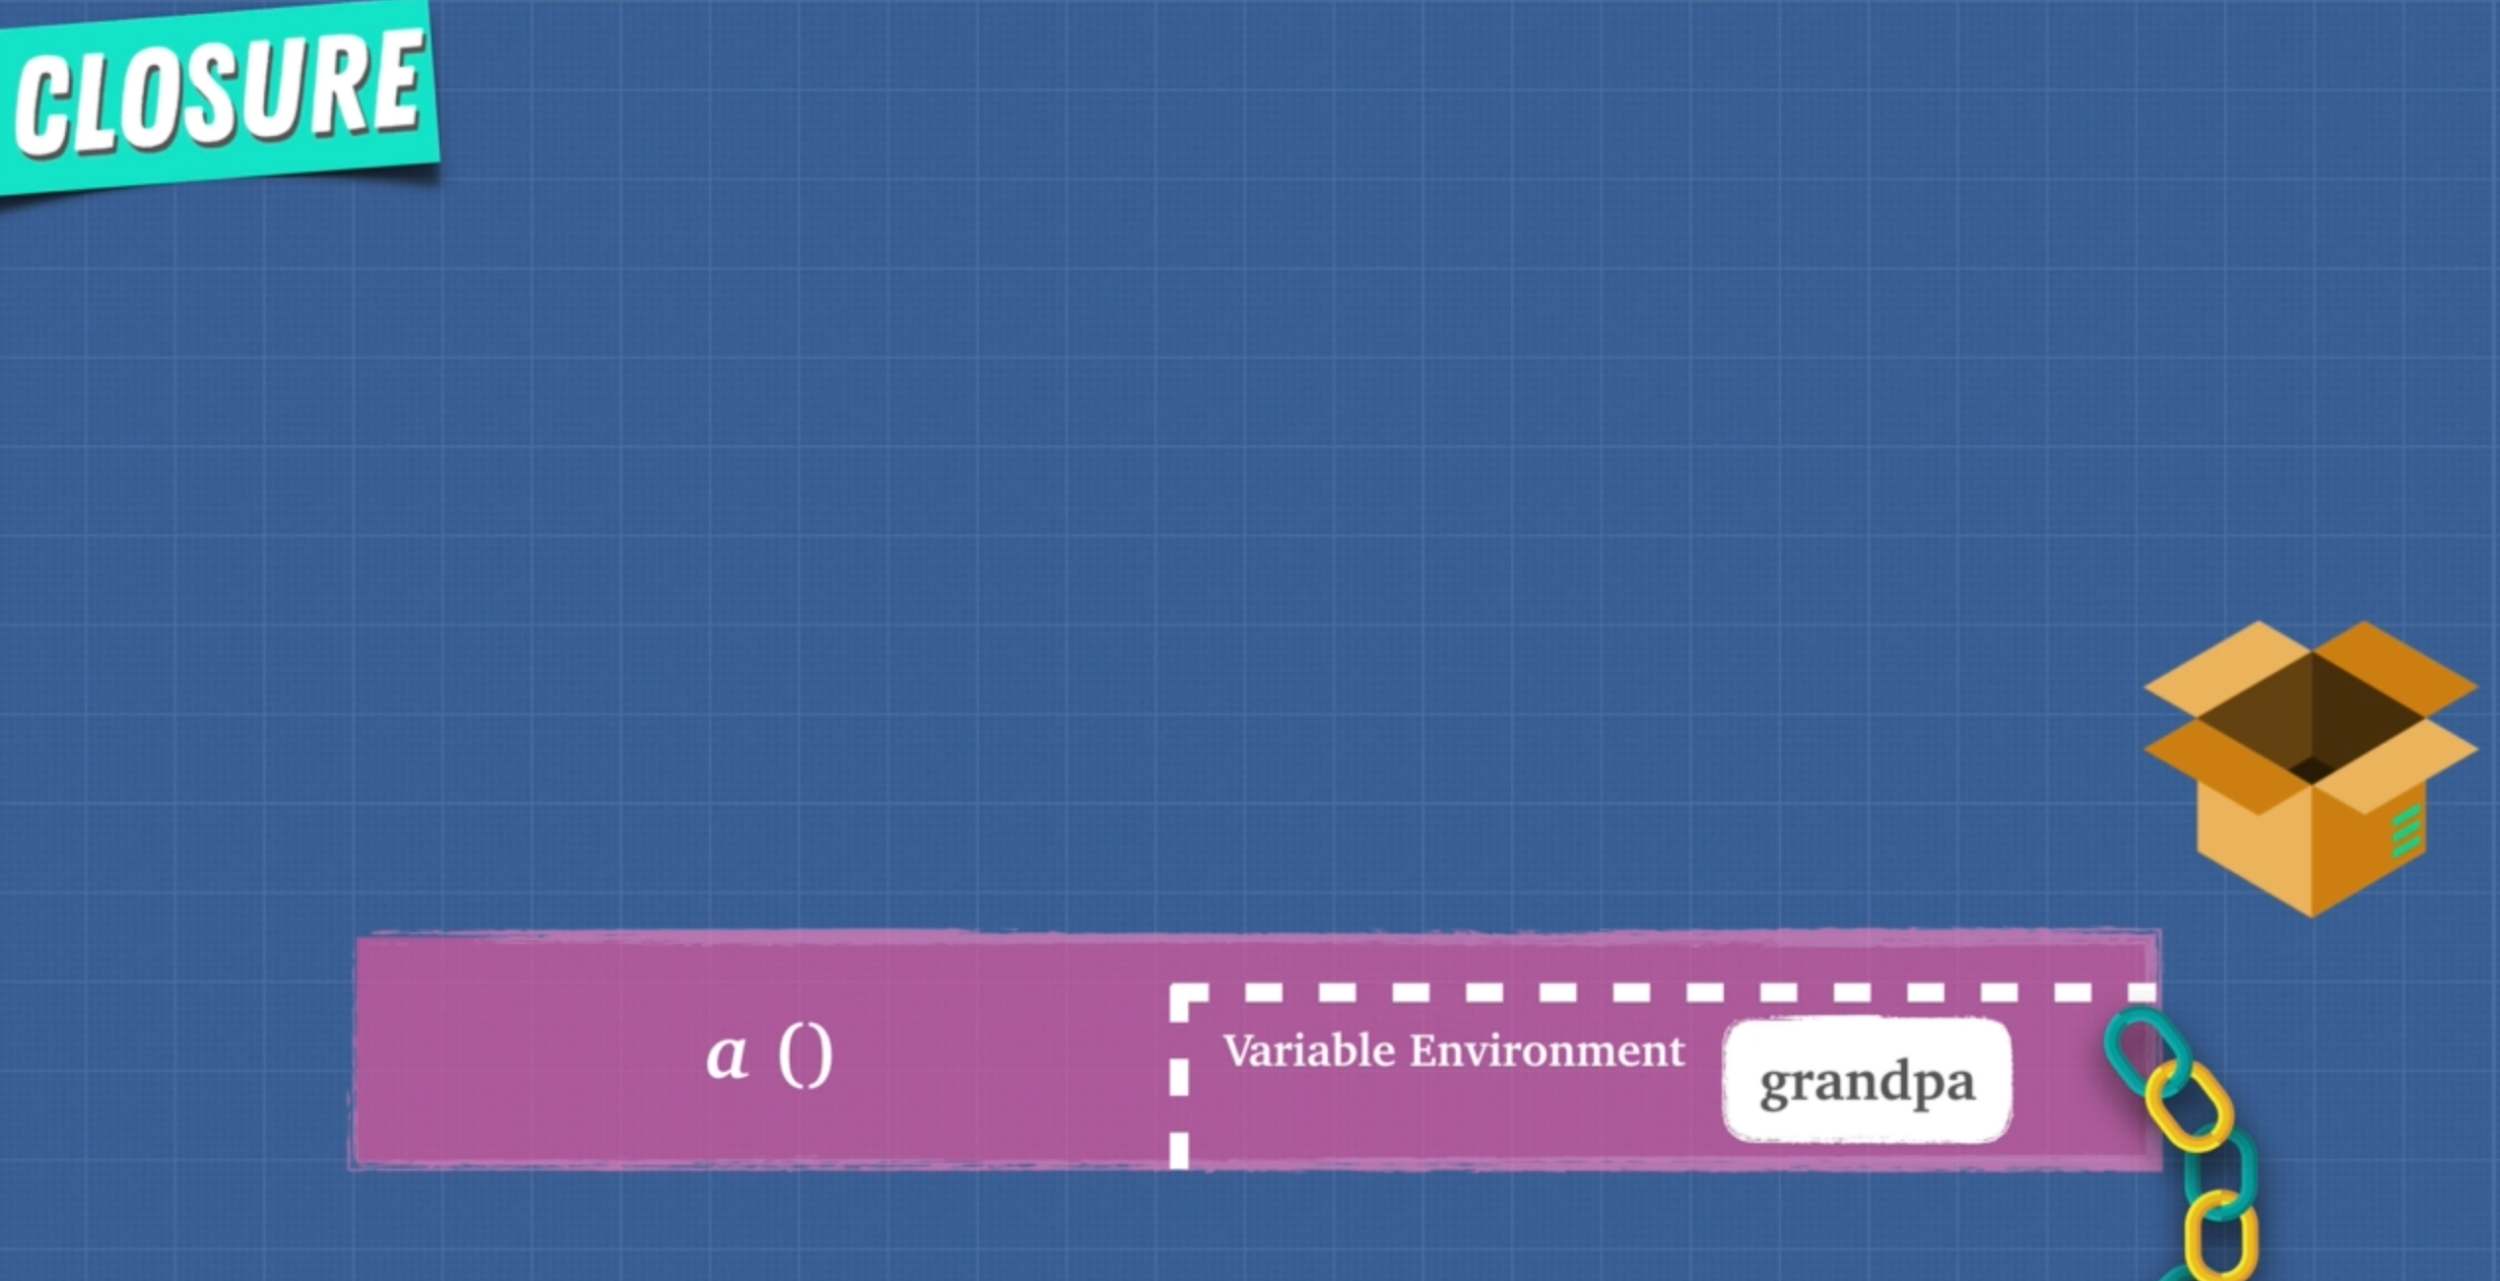 CLOSURE
a ()
Variable Environment
grandpa